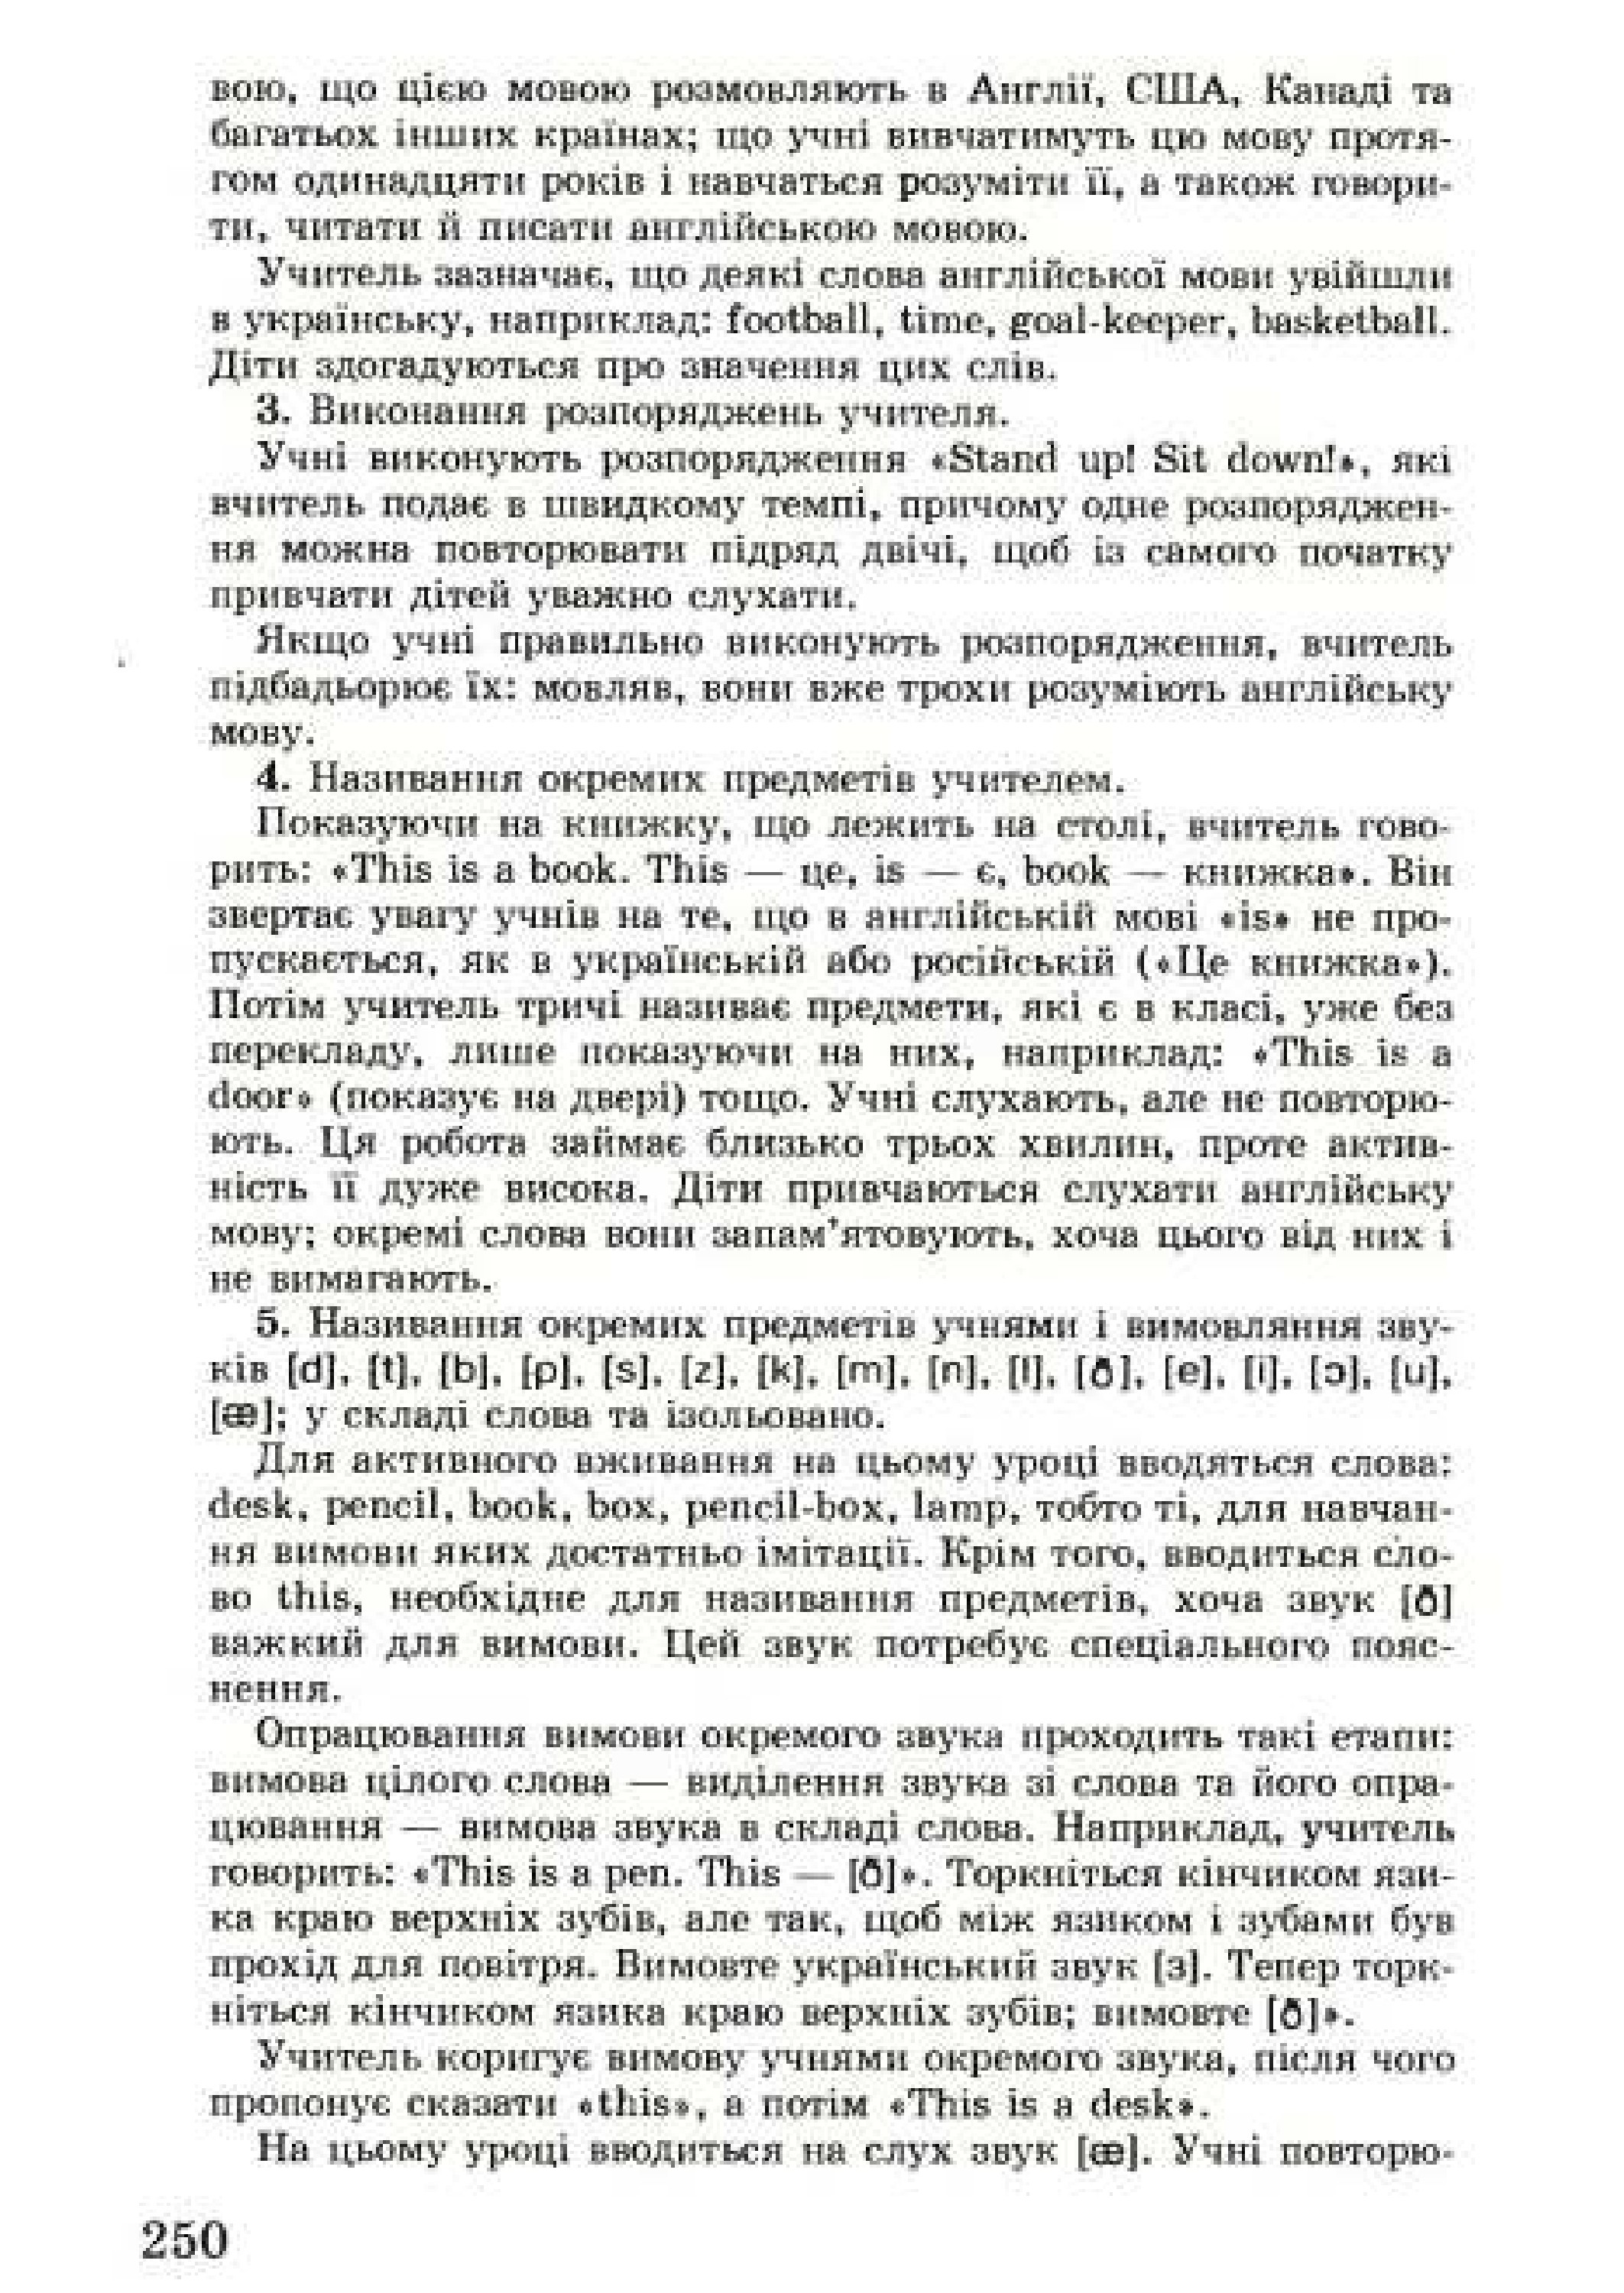 вою, що цією мовою розмовляють в Англії, США, Канаді та
багатьох інших країнах; що учні вивчатимуть цю мову протя-
гом одинадцяти років і навчаться розуміти її, а також говори-
ти, читати й писати англійською мовою.
Учитель зазначає, що деякі слова англійської мови увійшли
в українську, наприклад: football, time, goal-keeper, basketball.
Діти здогадуються про значення цих слів.
3. Виконання розпоряджень учителя.
Учні виконують розпорядження «Stand up! Sit down!», які
вчитель подає в швидкому темпі, причому одне розпоряджен-
ня можна повторювати підряд двічі, щоб із самого початку
привчати дітей уважно слухати.
Якщо учні правильно виконують розпорядження, вчитель
підбадьорює їх: мовляв, вони вже трохи розуміють англійську
мову.
4. Називання окремих предметів учителем.
Показуючи на книжку, що лежить на столі, вчитель гово-
рить: «This is a book. This — це, is — є, book — книжка». Він
звертає увагу учнів на те, що в англійській мові «is» не про-
пускається, як в українській або російській («Це книжка»).
Потім учитель тричі називає предмети, які є в класі, уже без
перекладу, лише показуючи на них, наприклад: «This is a
door» (показує на двері) тощо. Учні слухають, але не повторю-
ють. Ця робота займає близько трьох хвилин, проте актив-
ність її дуже висока. Діти привчаються слухати англійську
мову; окремі слова вони запам'ятовують, хоча цього від них і
не вимагають.
5. Називання окремих предметів учнями і вимовляння зву-
ків [d], [t], [b], [p], [s], [z], [k], [m], [n], [l], [ð], [e], [i], [ɔ], [u],
[æ]; у складі слова та ізольовано.
Для активного вживання на цьому уроці вводяться слова:
desk, pencil, book, box, pencil-box, lamp, тобто ті, для навчан-
ня вимови яких достатньо імітації. Крім того, вводиться сло-
во this, необхідне для називання предметів, хоча звук [ð]
важкий для вимови. Цей звук потребує спеціального пояс-
нення.
Опрацювання вимови окремого звука проходить такі етапи:
вимова цілого слова — виділення звука зі слова та його опра-
цювання — вимова звука в складі слова. Наприклад, учитель
говорить: «This is a pen. This — [ð]». Торкніться кінчиком язи-
ка краю верхніх зубів, але так, щоб між язиком і зубами був
прохід для повітря. Вимовте український звук [з]. Тепер торк-
ніться кінчиком язика краю верхніх зубів; вимовте [ð]».
Учитель коригує вимову учнями окремого звука, після чого
пропонує сказати «this», а потім «This is a desk».
На цьому уроці вводиться на слух звук [æ]. Учні повторю-
250